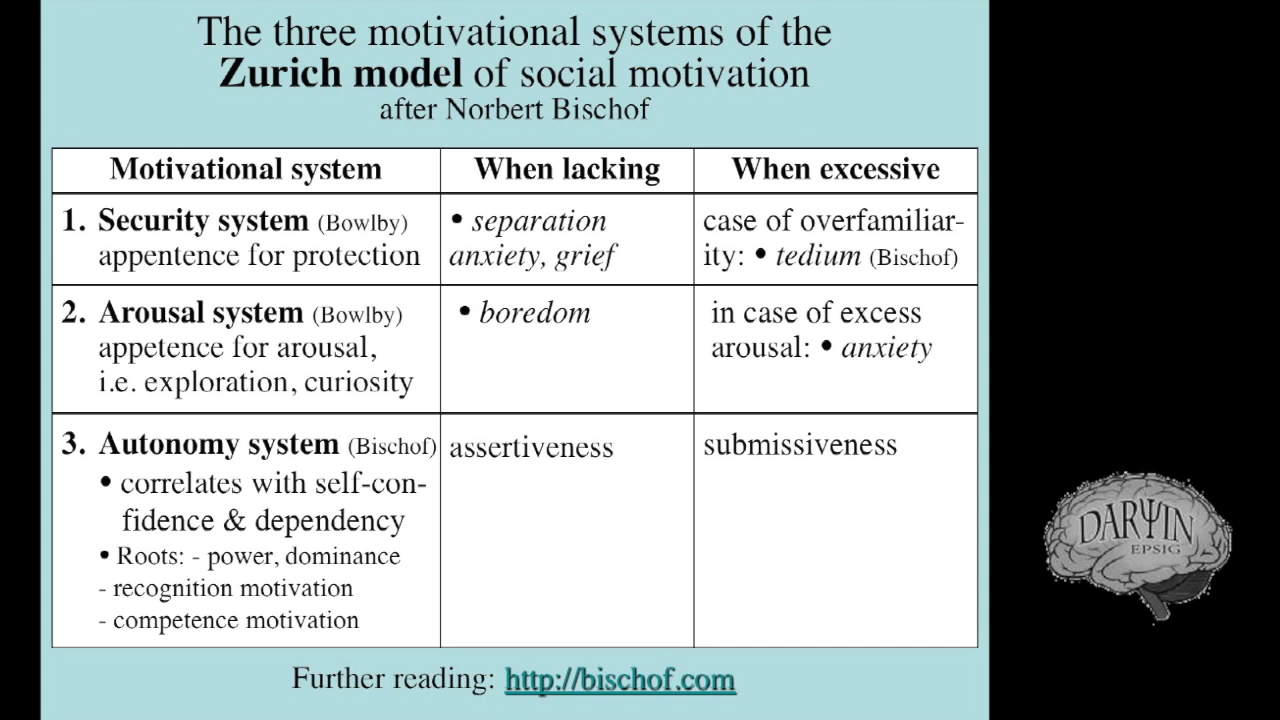 The three motivational systems of the
Zurich model of social motivation
after Norbert Bischof
Motivational system
When lacking
When excessive
1. Security system (Bowlby)
appentence for protection
• separation
anxiety, grief
case of overfamiliar-
ity: • tedium (Bischof)
2. Arousal system (Bowlby)
appetence for arousal,
i.e. exploration, curiosity
• boredom
in case of excess
arousal: • anxiety
3. Autonomy system (Bischof)
• correlates with self-con-
fidence & dependency
• Roots: - power, dominance
- recognition motivation
- competence motivation
assertiveness
submissiveness
Further reading: http://bischof.com
DARΨIN
EPSIG